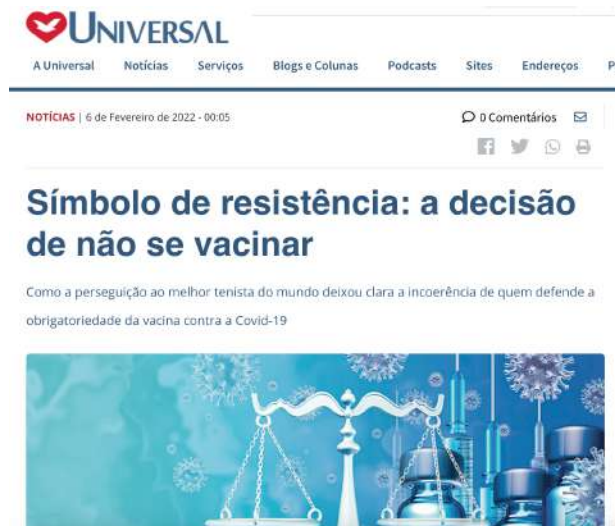 UNIVERSAL
A Universal Notícias Serviços Blogs e Colunas Podcasts Sites Endereços P
NOTÍCIAS | 6 de Fevereiro de 2022 - 00:05 0 Comentários
Símbolo de resistência: a decisão
de não se vacinar
Como a perseguição ao melhor tenista do mundo deixou clara a incoerência de quem defende a
obrigatoriedade da vacina contra a Covid-19